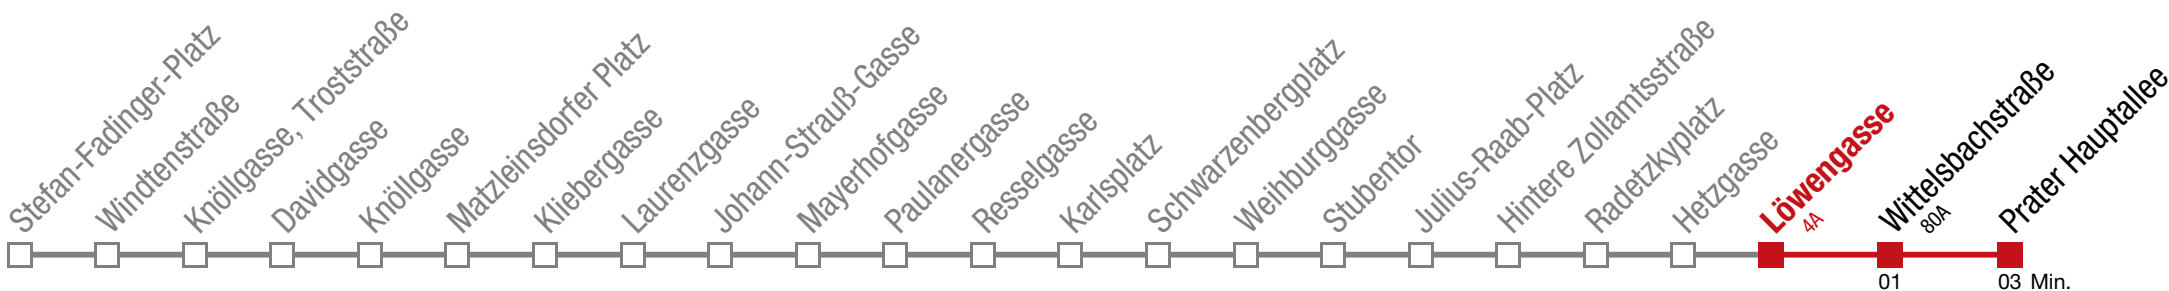 Stefan-Fadinger-Platz
Windtenstraße
Knöllgasse, Troststraße
Davidgasse
Knöllgasse
Matzleinsdorfer Platz
Kliebergasse
Laurenzgasse
Johann-Strauß-Gasse
Mayerhofgasse
Paulanergasse
Resselgasse
Karlsplatz
Schwarzenbergplatz
Weihburggasse
Stubentor
Julius-Raab-Platz
Hintere Zollamtsstraße
Radetzkyplatz
Hetzgasse
Löwengasse
4A
Wittelsbachstraße
80A
Prater Hauptallee
01
03 Min.